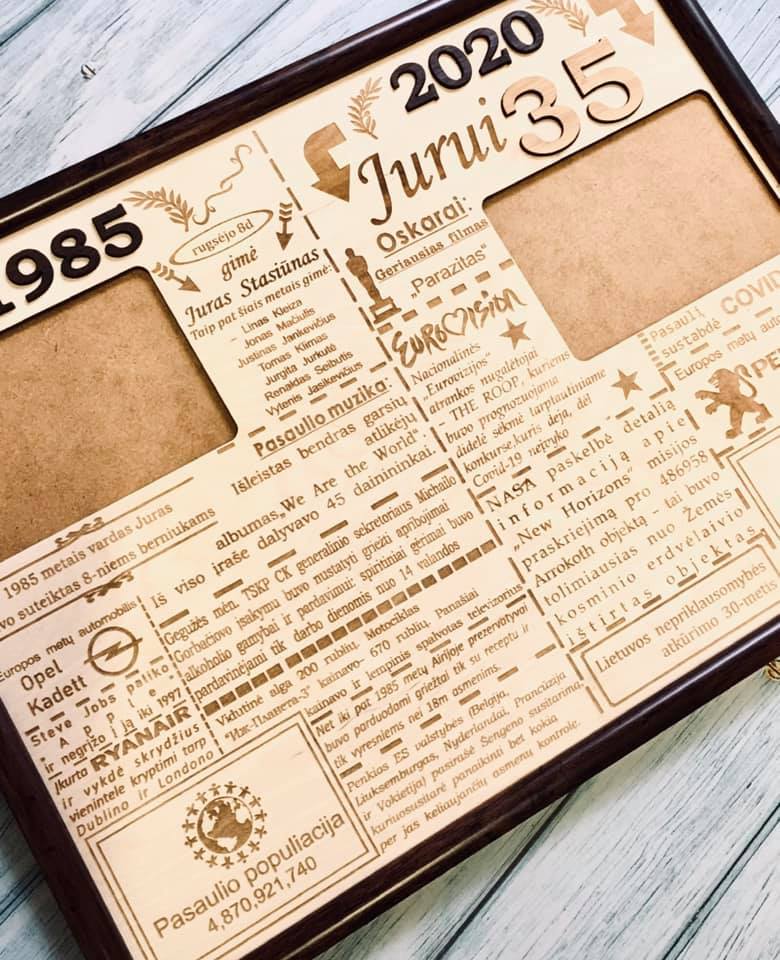 1985
rugsėjo 8d
gimė
Juras Stasiūnas
Taip pat šiais metais gimė:
Linas Kleiza
Jonas Mačiulis
Justinas Jankevičius
Tomas Klimas
Jurgita Jurkutė
Renaldas Seibutis
Vytenis Jasikevičius
Pasaulio muzika:
Išleistas bendras garsių
atlikėjų
albumas„We Are the World".
Iš viso įraše dalyvavo 45 dainininkai.
1985 metais vardas Juras
vo suteiktas 8-niems berniukams
Gegužės mėn. TSKP CK generalinio sekretoriaus Michailo
Gorbačiovo įsakymu buvo nustatyti griežti apribojimai
alkoholio gamybai ir pardavimui: spiritiniai gėrimai buvo
pardavinėjami tik darbo dienomis nuo 14 valandos
Europos metų automobilis
Opel
Kadett
Steve Jobs paliko
Apple
ir negrįžo į ją iki 1997
Įkurta RYANAIR
ir vykdė skrydžius
vienintele kryptimi tarp
Dublino ir Londono
Vidutinė alga 200 rublių. Motociklas
"Иж-Планета-3" kainavo- 670 rublių. Panašiai
kainavo ir lempinis spalvotas televizorius
Net iki pat 1985 metų Airijoje prezervatyvai
buvo parduodami griežtai tik su receptu ir
tik vyresniems nei 18m asmenims.
Penkios ES valstybės (Belgija,
Liuksemburgas, Nyderlandai, Prancūzija
ir Vokietija) pasirašė Šengeno susitarimą,
kuriuo susitarė panaikinti bet kokią
per jas keliaujančių asmenų kontrolę.
Pasaulio populiacija
4,870,921,740
2020
Jurui 35
Oskarai:
Geriausias filmas
„Parazitas"
EUROVISION
Nacionalinės
„Eurovizijos"
atrankos nugalėtojai
- THE ROOP, kuriems
buvo prognozuojama
didelė sėkmė tarptautiniame
konkurse,kuris deja, dėl
Covid-19 neįvyko
Pasaulį
sustabdė COVI
Europos metų auto
PE
NASA paskelbė detalią
informaciją apie
„New Horizons" misijos
praskriejimą pro 486958
Arrokoth objektą - tai buvo
tolimiausias nuo Žemės
kosminio erdvėlaivio
ištirtas objektas
Lietuvos nepriklausomybės
atkūrimo 30-metis